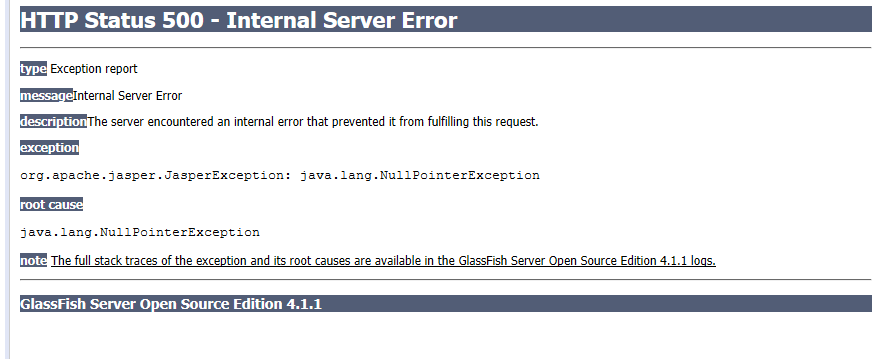 HTTP Status 500 - Internal Server Error
type Exception report
messageInternal Server Error
descriptionThe server encountered an internal error that prevented it from fulfilling this request.
exception
org.apache.jasper.JasperException: java.lang.NullPointerException
root cause
java.lang.NullPointerException
note The full stack traces of the exception and its root causes are available in the GlassFish Server Open Source Edition 4.1.1 logs.
GlassFish Server Open Source Edition 4.1.1